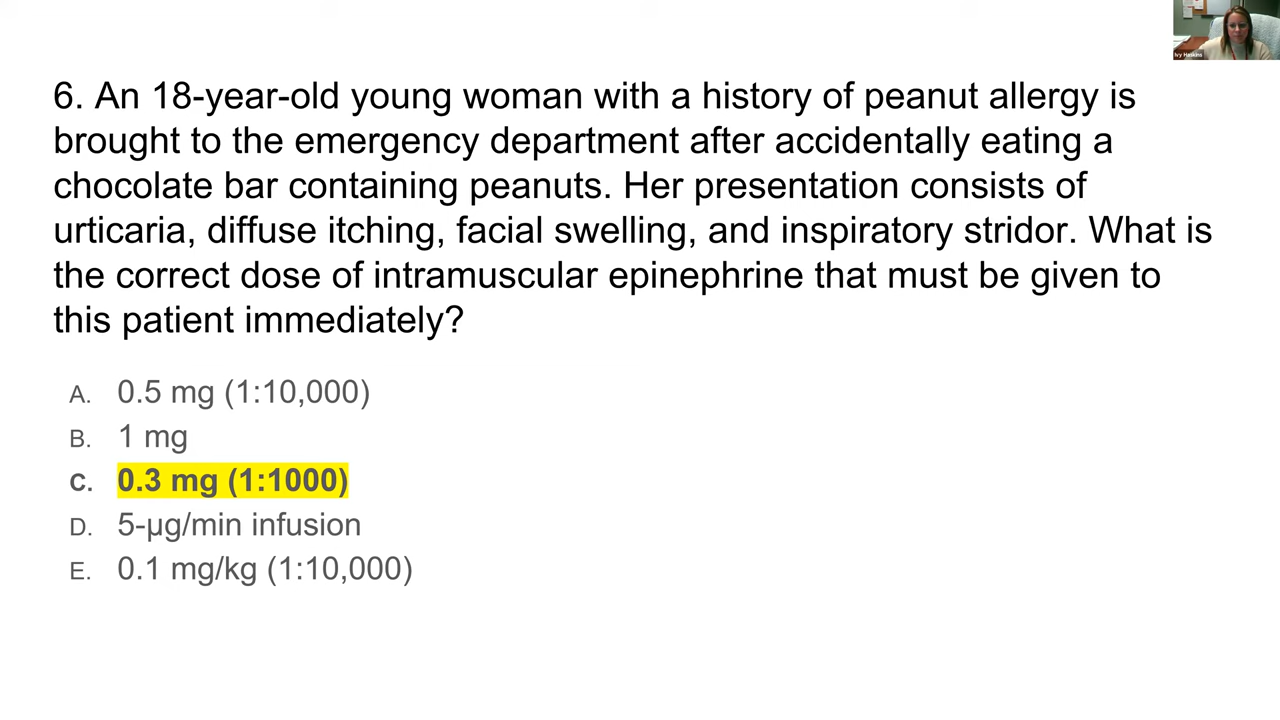 Ivy Haskins
6. An 18-year-old young woman with a history of peanut allergy is
brought to the emergency department after accidentally eating a
chocolate bar containing peanuts. Her presentation consists of
urticaria, diffuse itching, facial swelling, and inspiratory stridor. What is
the correct dose of intramuscular epinephrine that must be given to
this patient immediately?
A. 0.5 mg (1:10,000)
B. 1 mg
C. 0.3 mg (1:1000)
D. 5-µg/min infusion
E. 0.1 mg/kg (1:10,000)